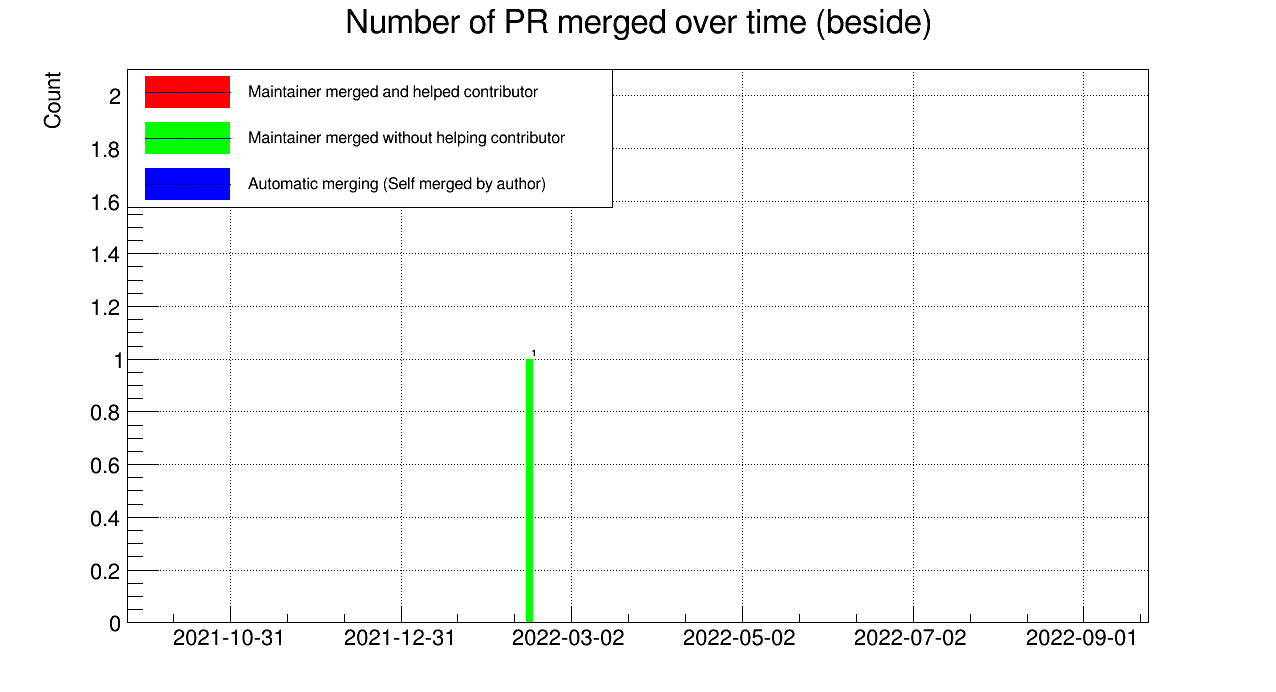 Number of PR merged over time (beside)
Count
Maintainer merged and helped contributor
Maintainer merged without helping contributor
Automatic merging (Self merged by author)
2
1.8
1.6
1.4
1.2
1
0.8
0.6
0.4
0.2
0
1
2021-10-31 2021-12-31 2022-03-02 2022-05-02 2022-07-02 2022-09-01